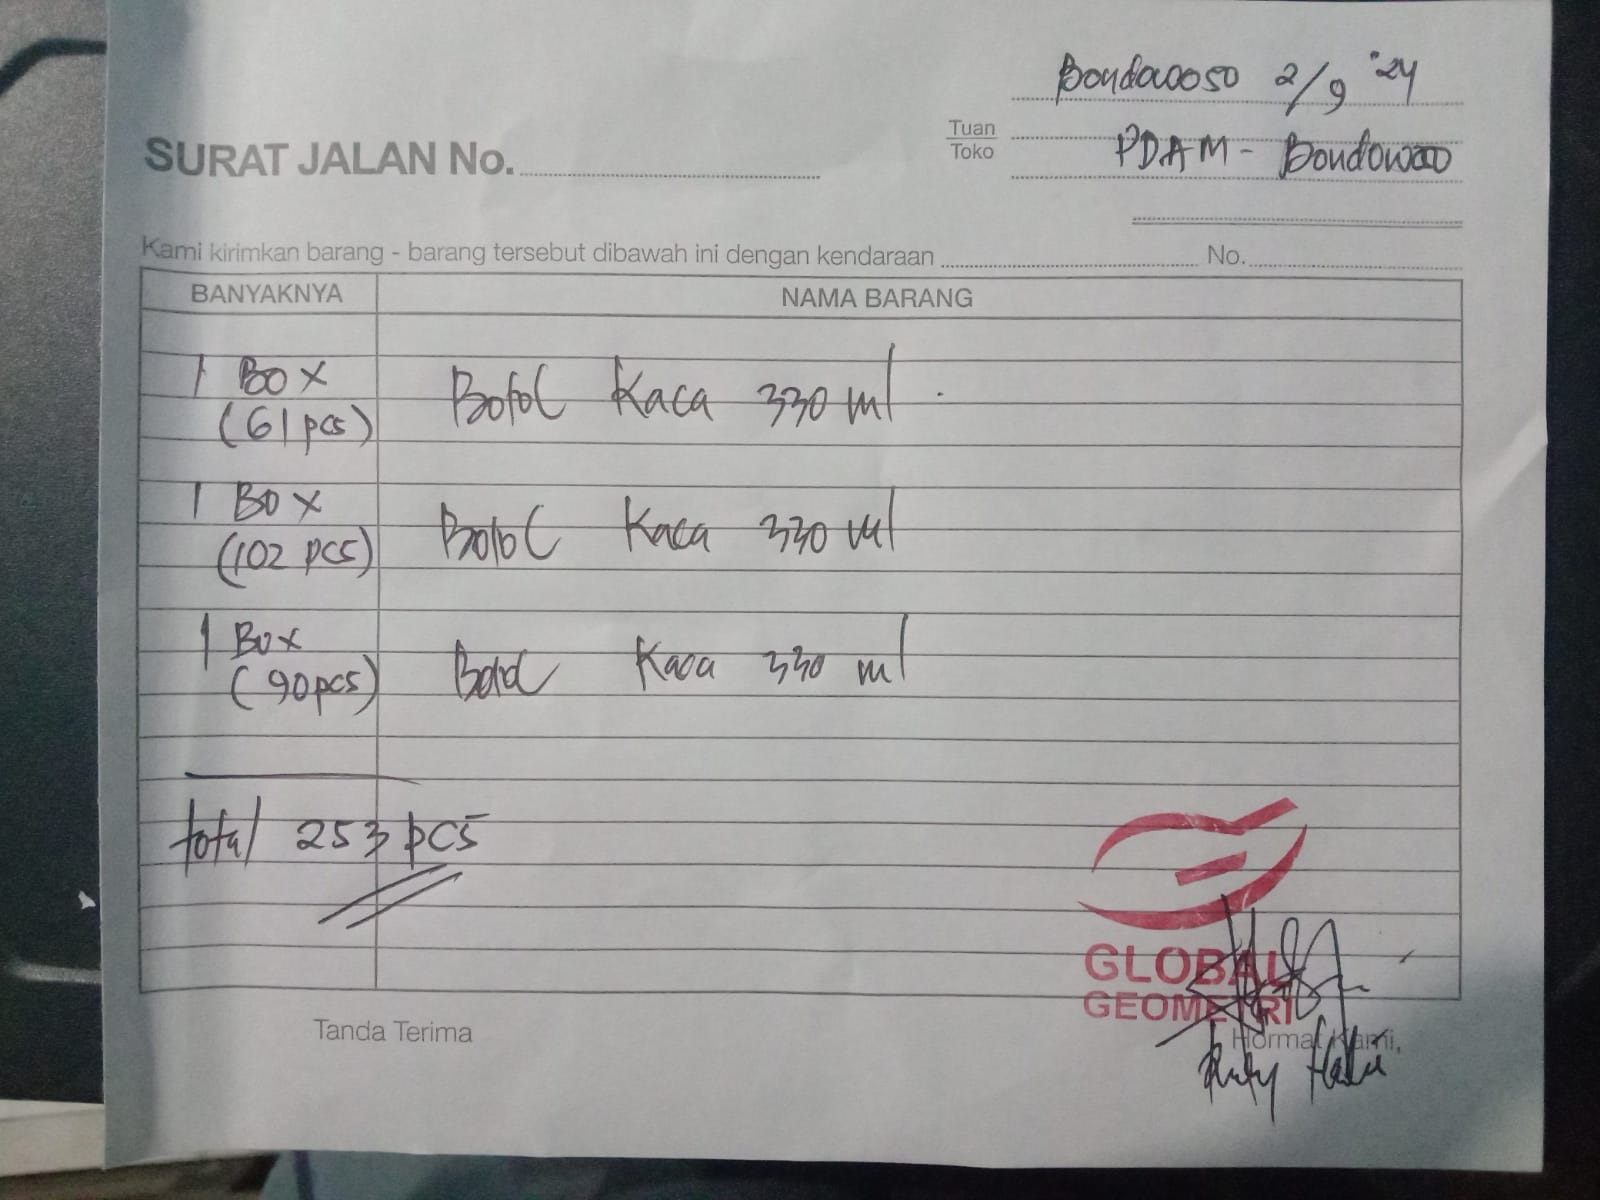 Bondowoso 2/9 '24
SURAT JALAN No.
Tuan
Toko
PDAM - Bondowoso
Kami kirimkan barang - barang tersebut dibawah ini dengan kendaraan No.
BANYAKNYA NAMA BARANG
1 Box Botol Kaca 330 ml
(61 pcs)
1 Box Botol Kaca 330 ml
(102 pcs)
1 Box Botol Kaca 330 ml
(90 pcs)
total 253 pcs
GLOBAL
GEOMETRI
Tanda Terima
Hormat Kami,